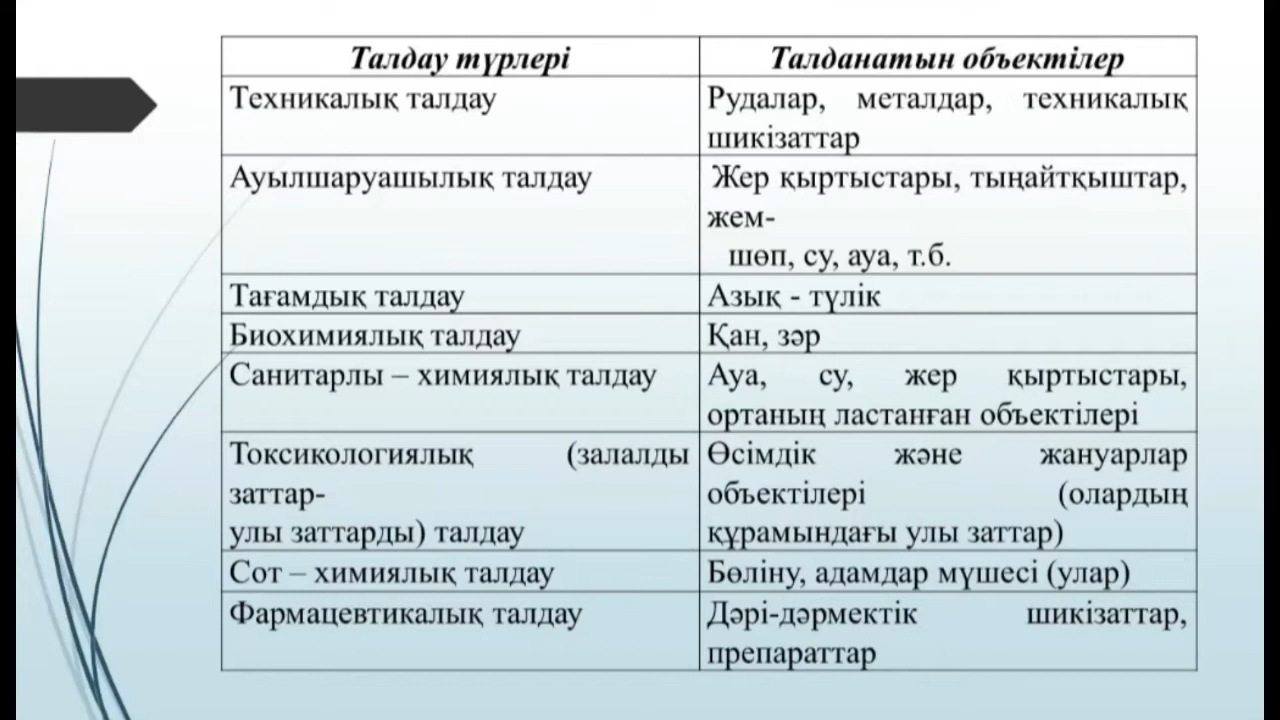 Талдау түрлері
Талданатын объектілер
Техникалық талдау
Рудалар, металдар, техникалық
шикізаттар
Ауылшаруашылық талдау
Жер қыртыстары, тыңайтқыштар,
жем-
шөп, су, ауа, т.б.
Тағамдық талдау
Азық - түлік
Биохимиялық талдау
Қан, зәр
Санитарлы – химиялық талдау
Ауа, су, жер қыртыстары,
ортаның ластанған объектілері
Токсикологиялық (залалды
заттар-
улы заттарды) талдау
Өсімдік және жануарлар
объектілері (олардың
құрамындағы улы заттар)
Сот – химиялық талдау
Бөліну, адамдар мүшесі (улар)
Фармацевтикалық талдау
Дәрі-дәрмектік шикізаттар,
препараттар